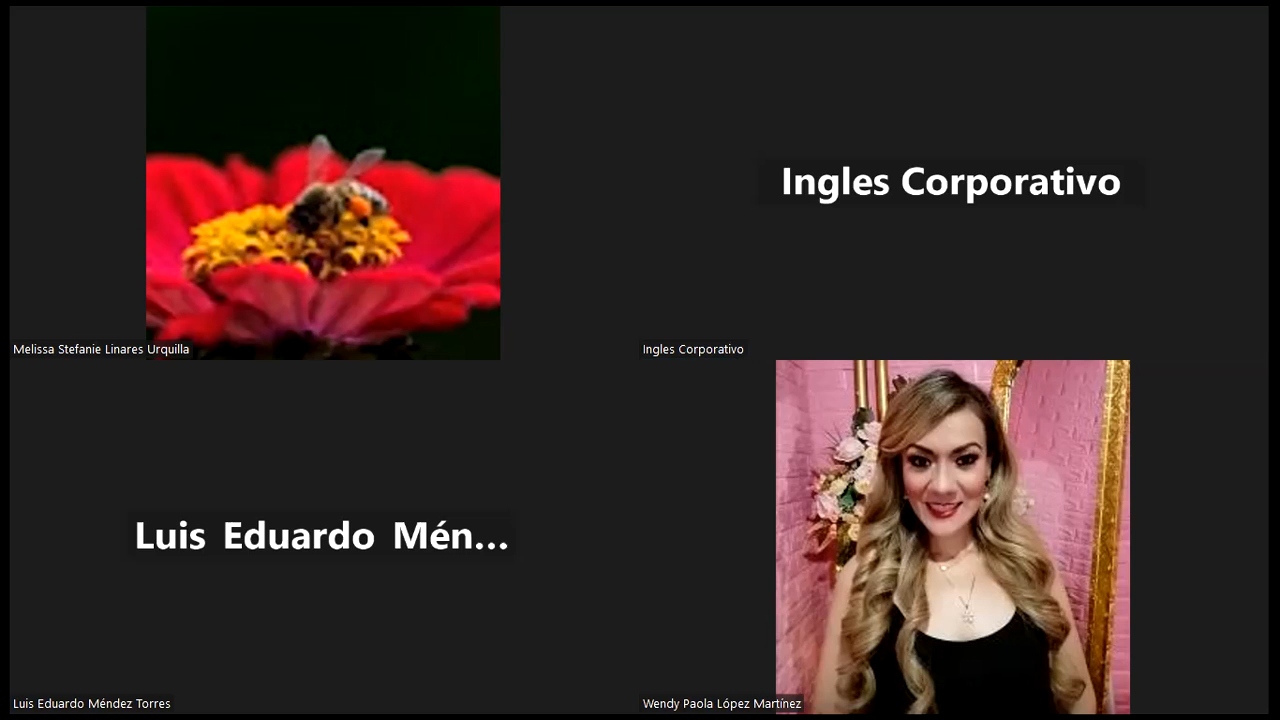 Melissa Stefanie Linares Urquilla
Ingles Corporativo
Ingles Corporativo
Luis Eduardo Mén...
Luis Eduardo Méndez Torres
Wendy Paola López Martínez